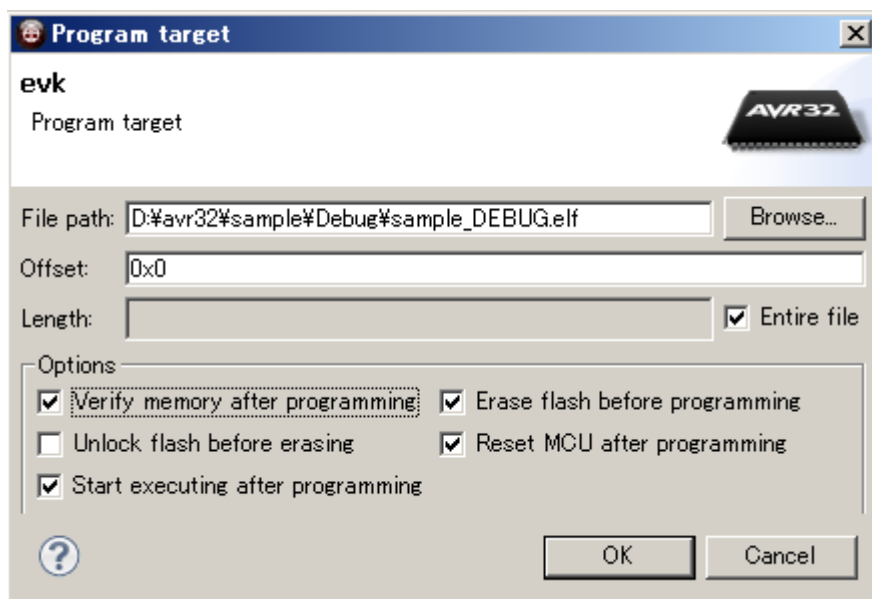 Program target
evk
Program target
AVR32
File path: D:¥avr32¥sample¥Debug¥sample_DEBUG.elf Browse...
Offset: 0x0
Length: Entire file
Options
Verify memory after programming Erase flash before programming
Unlock flash before erasing Reset MCU after programming
Start executing after programming
? OK Cancel